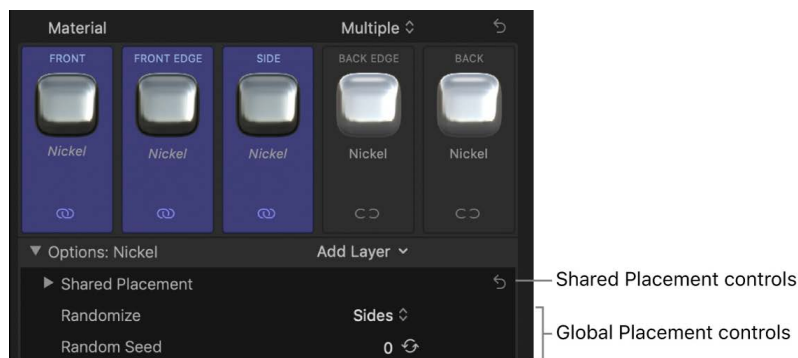 Material Multiple
FRONT FRONT EDGE SIDE BACK EDGE BACK
Nickel Nickel Nickel Nickel Nickel
Options: Nickel Add Layer
Shared Placement
Shared Placement controls
Randomize Sides
Global Placement controls
Random Seed 0